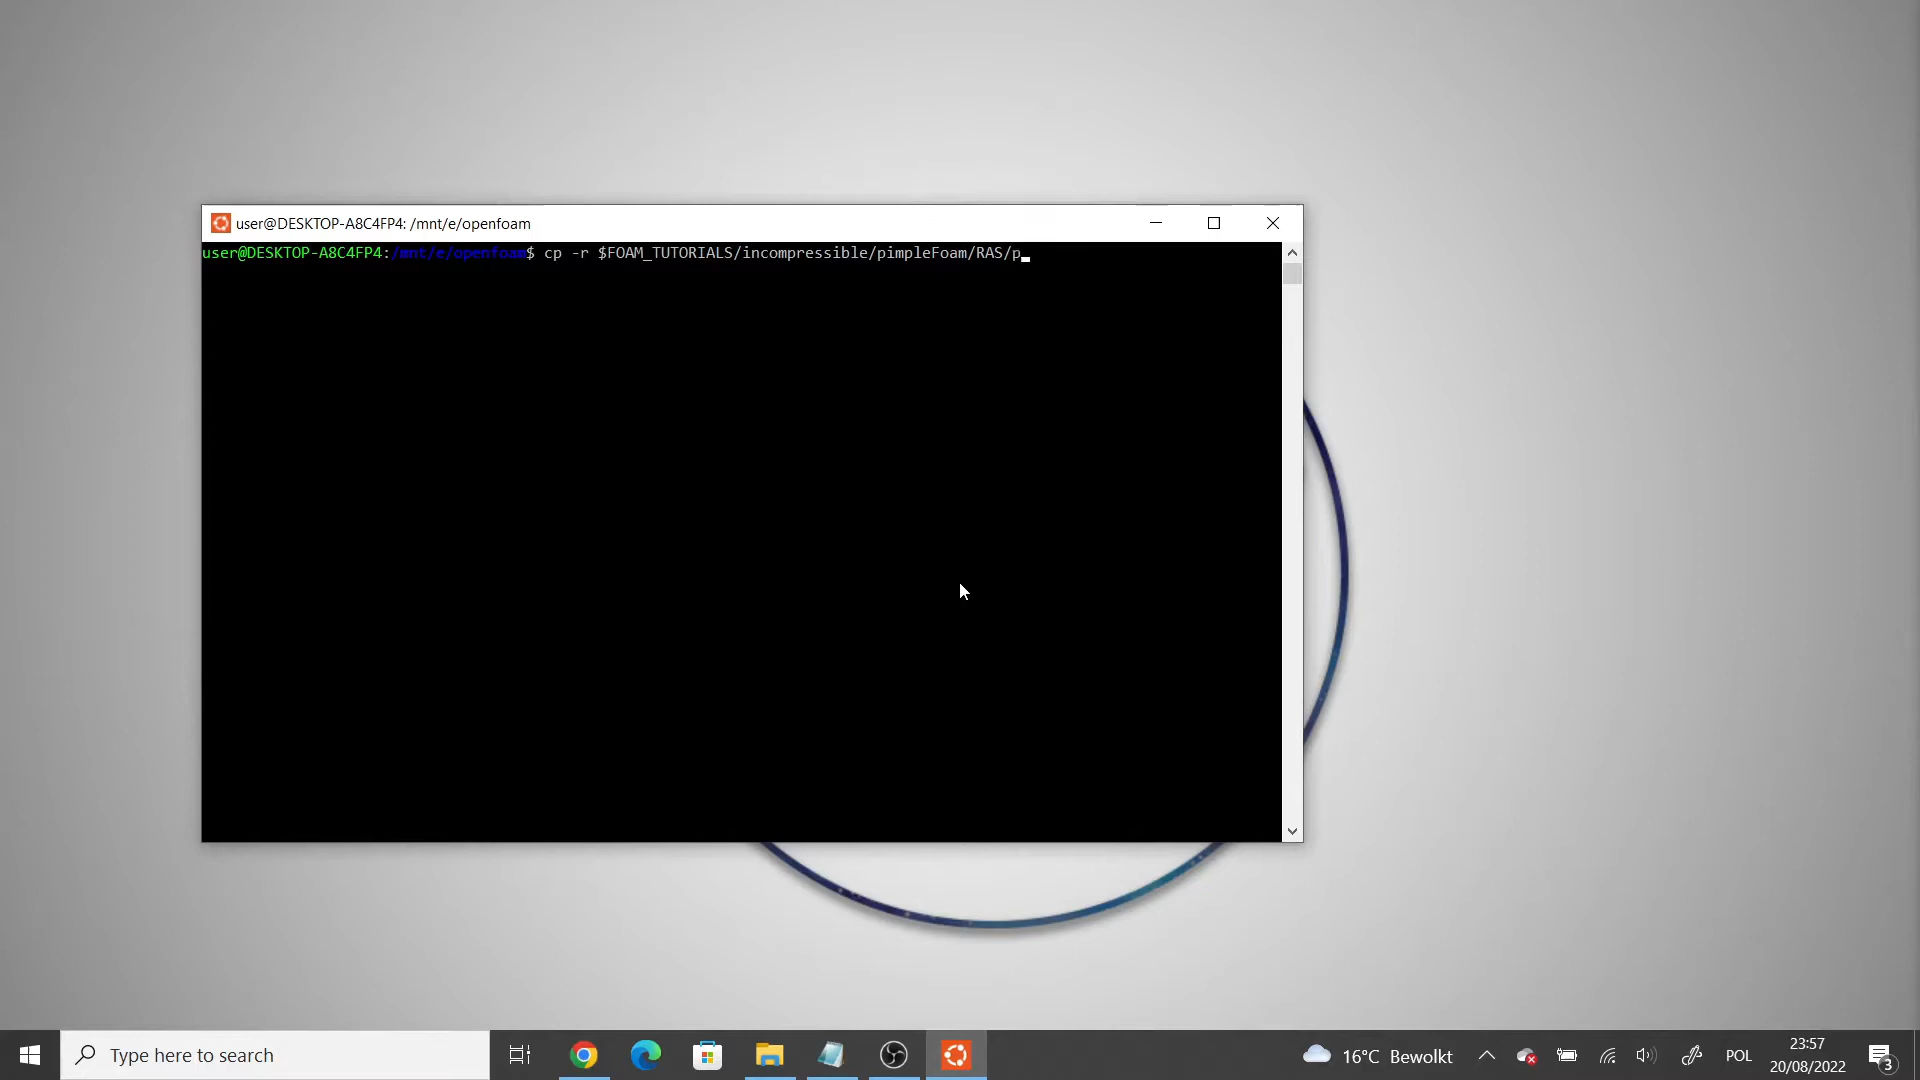 user@DESKTOP-A8C4FP4: /mnt/e/openfoam
user@DESKTOP-A8C4FP4:/mnt/e/openfoam$ cp -r $FOAM_TUTORIALS/incompressible/pimpleFoam/RAS/p
Type here to search
16°C Bewolkt
POL
23:57
20/08/2022
3